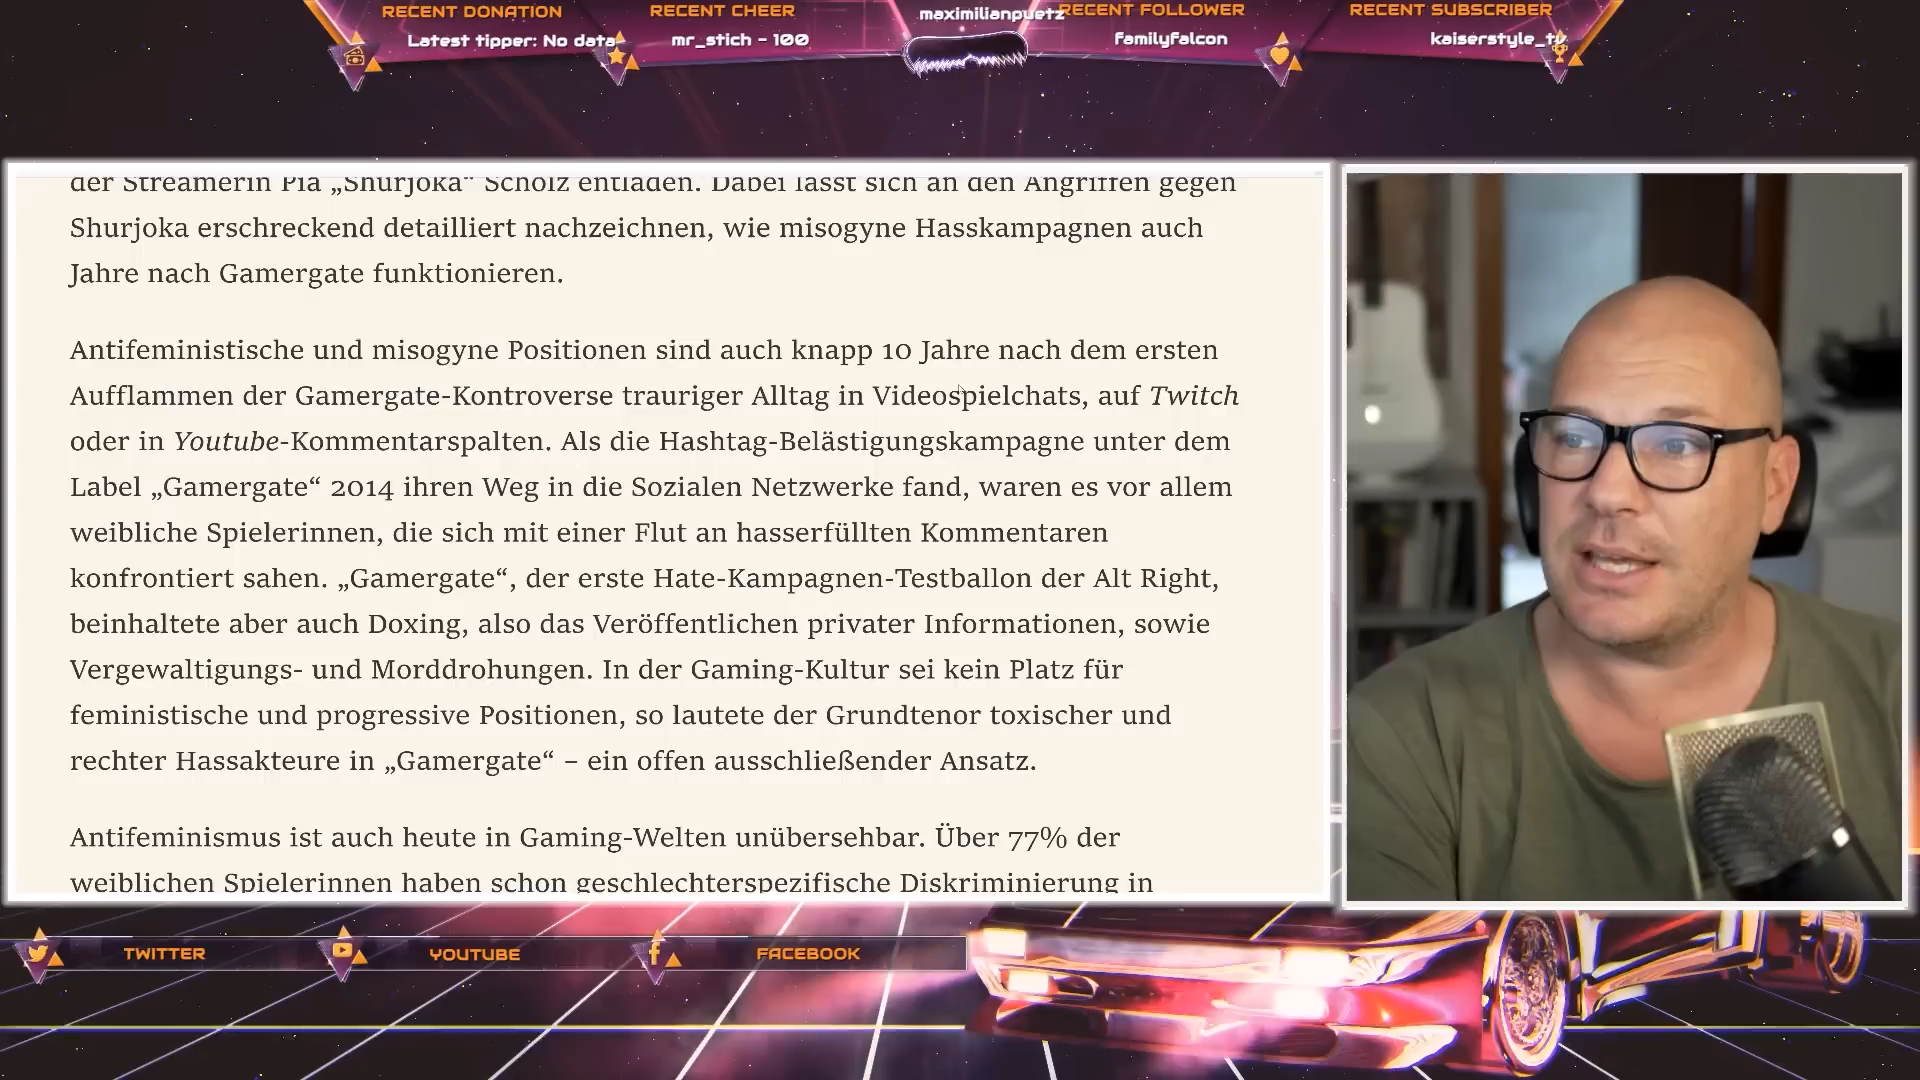 RECENT DONATION
Latest tipper: No data
RECENT CHEER
mr_stich - 100
maximilianpuetz
RECENT FOLLOWER
familyfalcon
RECENT SUBSCRIBER
kaiserstyle_tv
der Streamerin Pia „Shurjoka“ Scholz entladen. Dabei lässt sich an den Angriffen gegen
Shurjoka erschreckend detailliert nachzeichnen, wie misogyne Hasskampagnen auch
Jahre nach Gamergate funktionieren.
Antifeministische und misogyne Positionen sind auch knapp 10 Jahre nach dem ersten
Aufflammen der Gamergate-Kontroverse trauriger Alltag in Videospielchats, auf Twitch
oder in Youtube-Kommentarspalten. Als die Hashtag-Belästigungskampagne unter dem
Label „Gamergate“ 2014 ihren Weg in die Sozialen Netzwerke fand, waren es vor allem
weibliche Spielerinnen, die sich mit einer Flut an hasserfüllten Kommentaren
konfrontiert sahen. „Gamergate“, der erste Hate-Kampagnen-Testballon der Alt Right,
beinhaltete aber auch Doxing, also das Veröffentlichen privater Informationen, sowie
Vergewaltigungs- und Morddrohungen. In der Gaming-Kultur sei kein Platz für
feministische und progressive Positionen, so lautete der Grundtenor toxischer und
rechter Hassakteure in „Gamergate“ – ein offen ausschließender Ansatz.
Antifeminismus ist auch heute in Gaming-Welten unübersehbar. Über 77% der
weiblichen Spielerinnen haben schon geschlechterspezifische Diskriminierung in
TWITTER
YOUTUBE
FACEBOOK